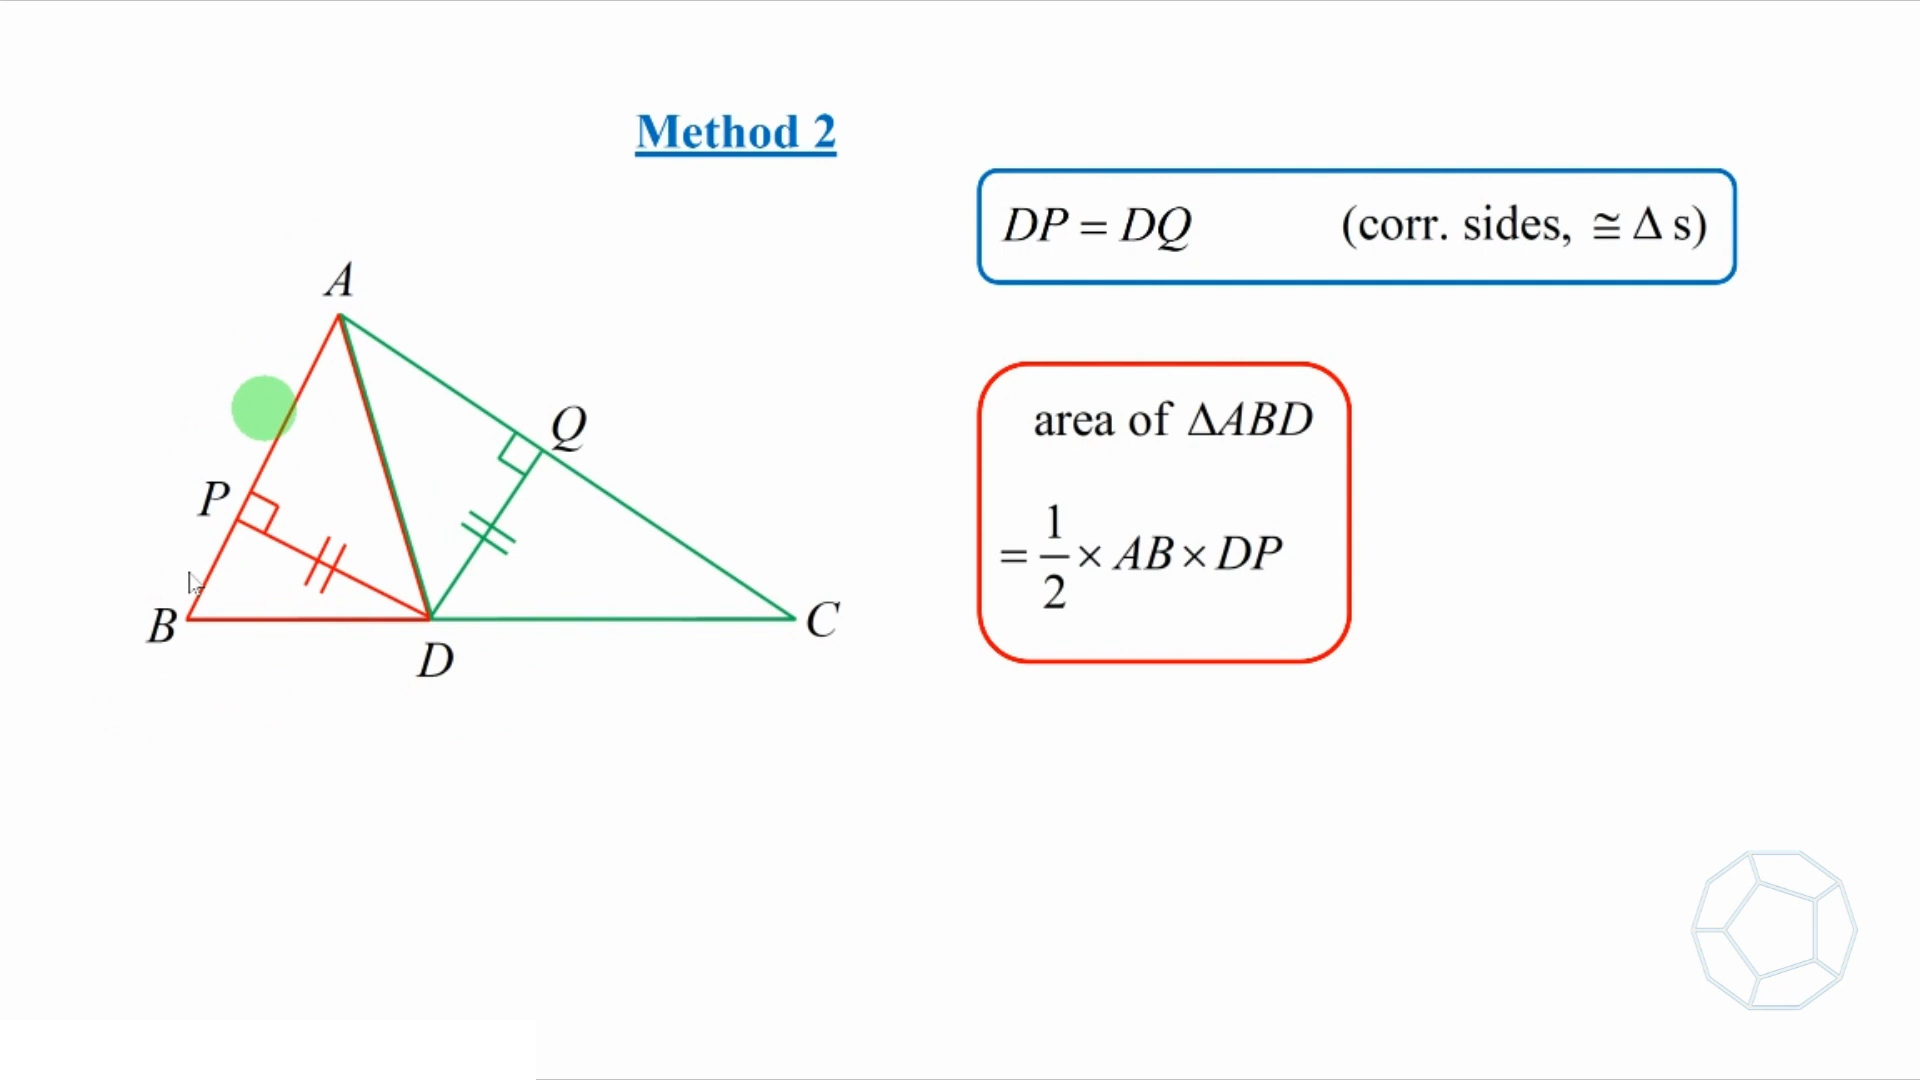 Method 2
DP = DQ (corr. sides, ≅ Δ s)
A
Q
P
B
C
D
area of ΔABD
= 1/2 × AB × DP